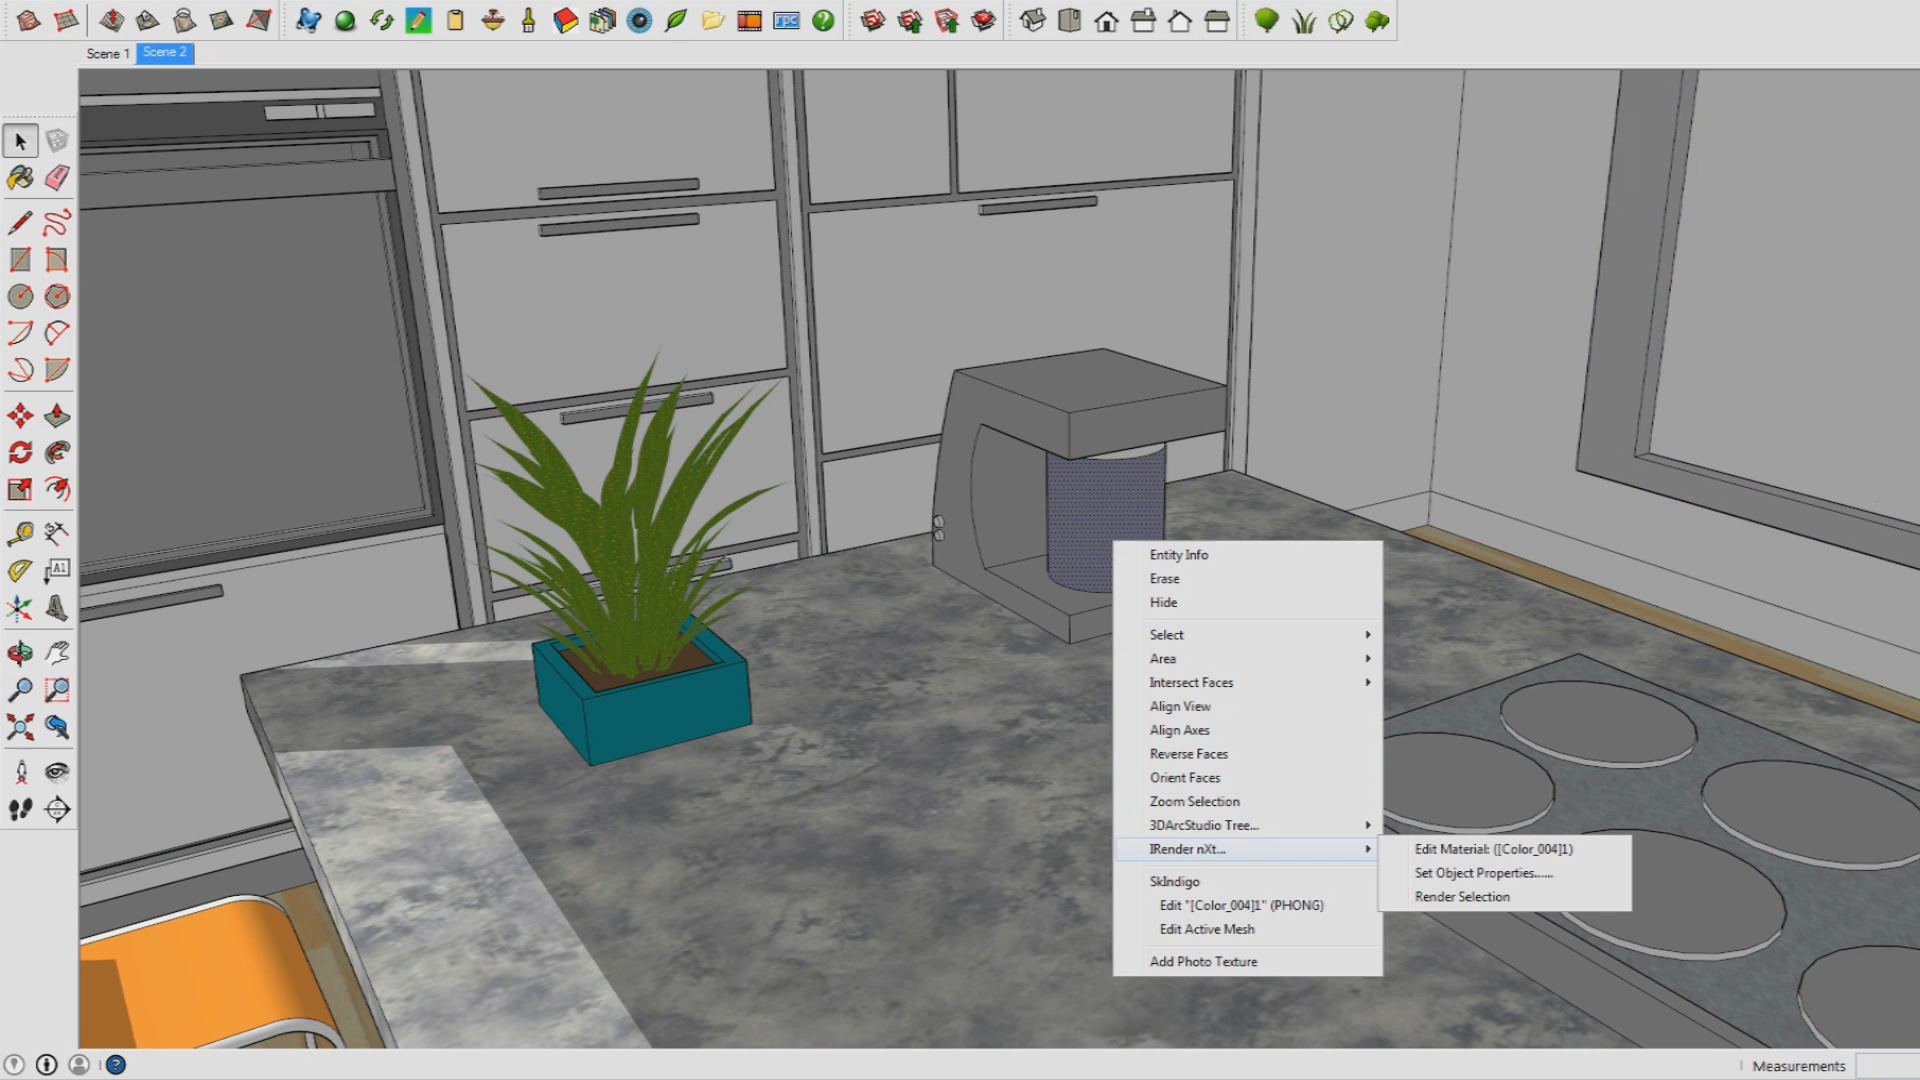 rpc
Scene 1
Scene 2
A1
Entity Info
Erase
Hide
Select
Area
Intersect Faces
Align View
Align Axes
Reverse Faces
Orient Faces
Zoom Selection
3DArcStudio Tree...
IRender nXt...
Edit Material: ([Color_004]1)
Set Object Properties......
Render Selection
SkIndigo
Edit "[Color_004]1" (PHONG)
Edit Active Mesh
Add Photo Texture
Measurements